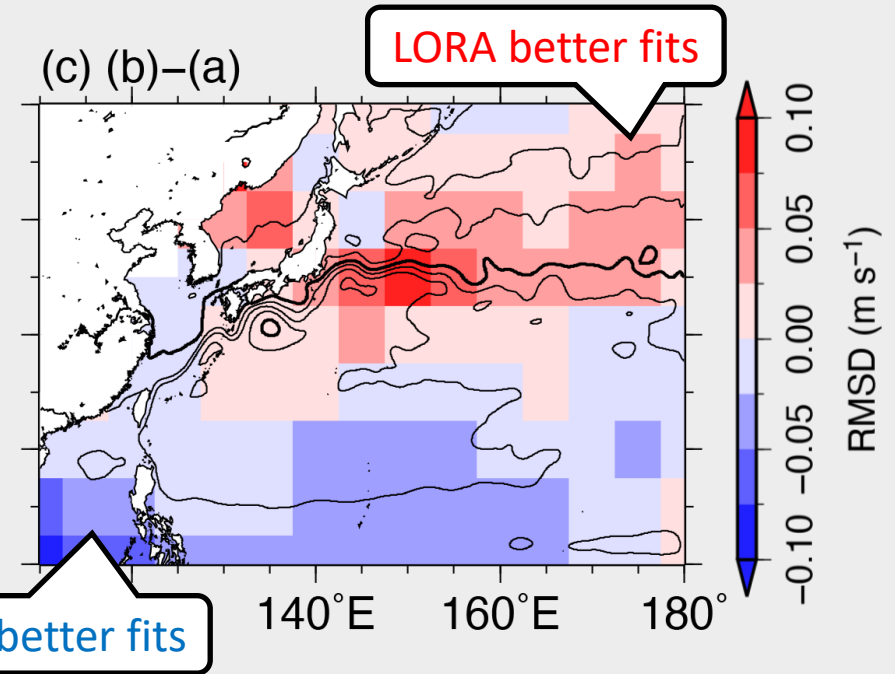 LORA better fits
(c) (b)−(a)
0.10
0.05
0.00
−0.05
−0.10
RMSD (m s⁻¹)
140°E
160°E
180°
better fits